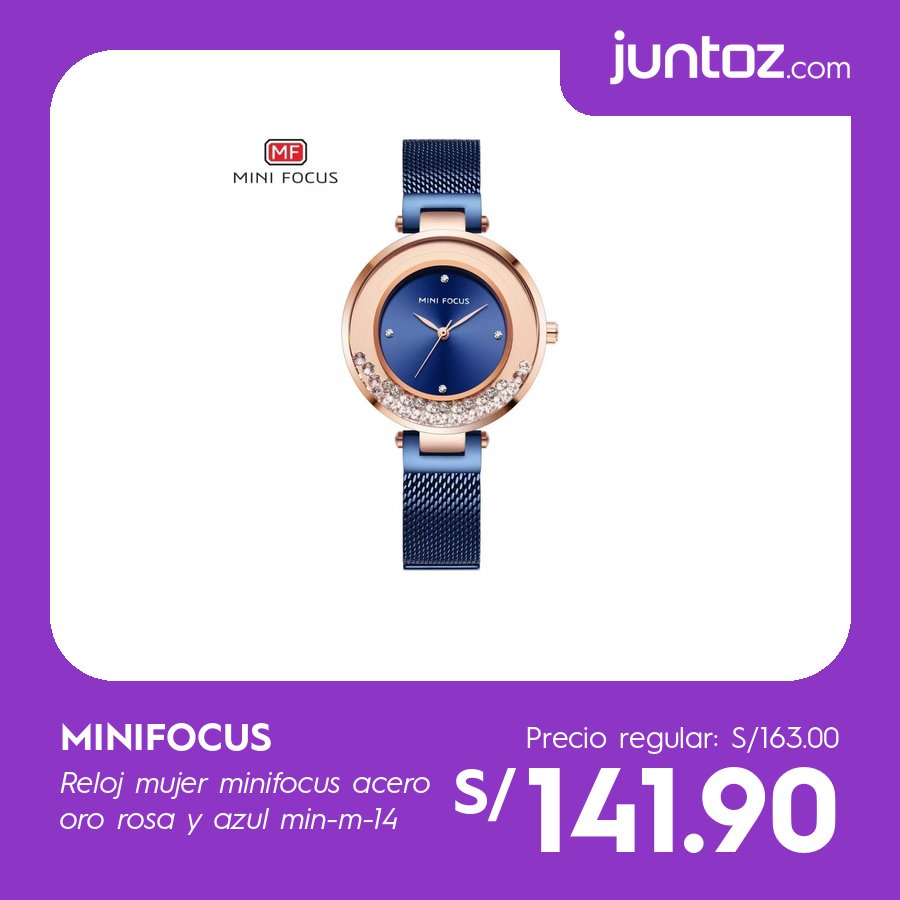 juntoz.com
MF
MINI FOCUS
MINI FOCUS
MINIFOCUS
Reloj mujer minifocus acero
oro rosa y azul min-m-14
Precio regular: S/163.00
S/141.90